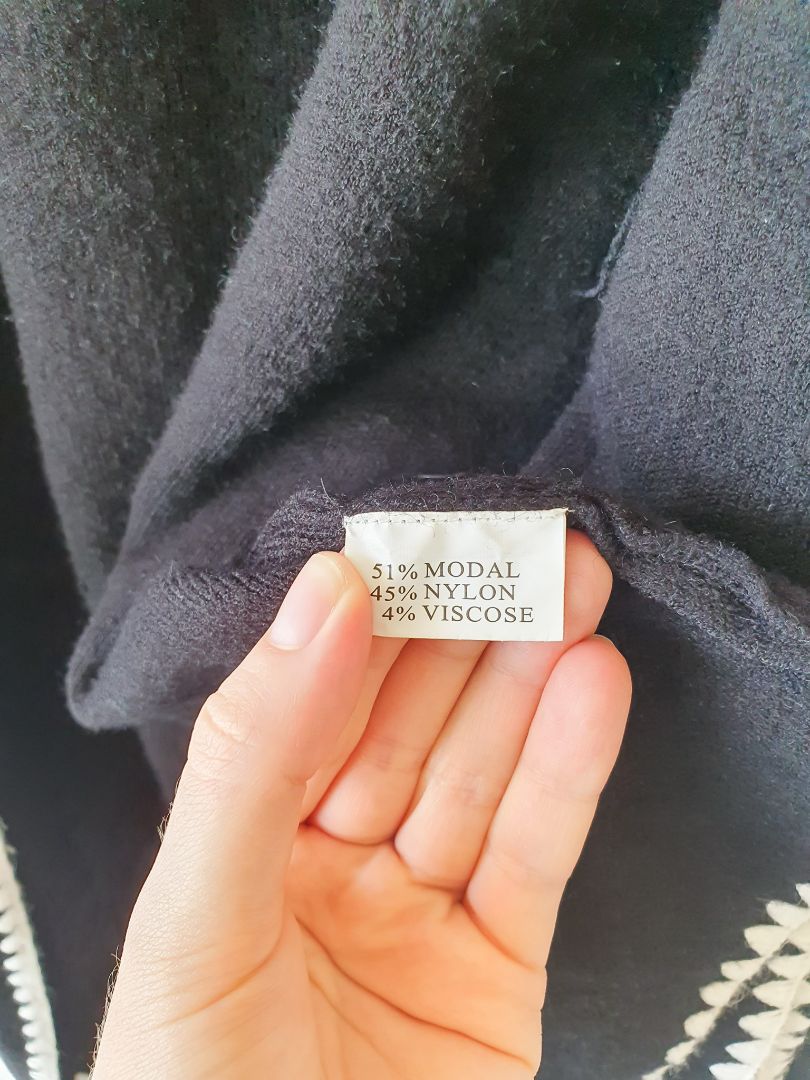 51% MODAL
45% NYLON
4% VISCOSE